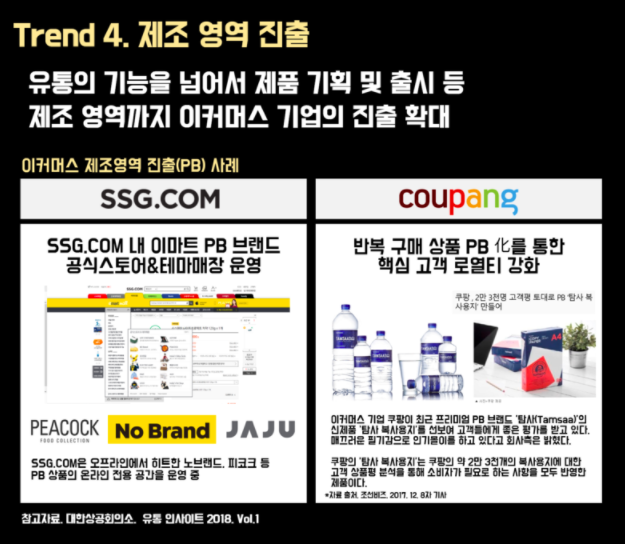 Trend 4. 제조 영역 진출
유통의 기능을 넘어서 제품 기획 및 출시 등
제조 영역까지 이커머스 기업의 진출 확대
이커머스 제조영역 진출(PB) 사례
SSG.COM
SSG.COM 내 이마트 PB 브랜드
공식스토어&테마매장 운영
SSG.COM
PEACOCK
FOOD COLLECTION
No Brand
JAJU
SSG.COM은 오프라인에서 히트한 노브랜드, 피코크 등
PB 상품의 온라인 전용 공간을 운영 중
coupang
반복 구매 상품 PB 化를 통한
핵심 고객 로열티 강화
쿠팡, 2만 3천명 고객평 토대로 PB '탐사 복
사용지' 만들어
TAMSAA
A4
이커머스 기업 쿠팡이 최근 프리미엄 PB 브랜드 '탐사(Tamsaa)'의
신제품 '탐사 복사용지'를 선보여 고객들에게 좋은 평가를 받고 있다.
매끄러운 필기감으로 인기몰이를 하고 있다고 회사측은 밝혔다.
쿠팡의 '탐사 복사용지'는 쿠팡의 약 2만 3천개의 복사용지에 대한
고객 상품평 분석을 통해 소비자가 필요로 하는 사항을 모두 반영한
제품이다.
*자료 출처, 조선비즈, 2017. 12. 8자 기사
참고자료. 대한상공회의소. 유통 인사이트 2018. Vol.1